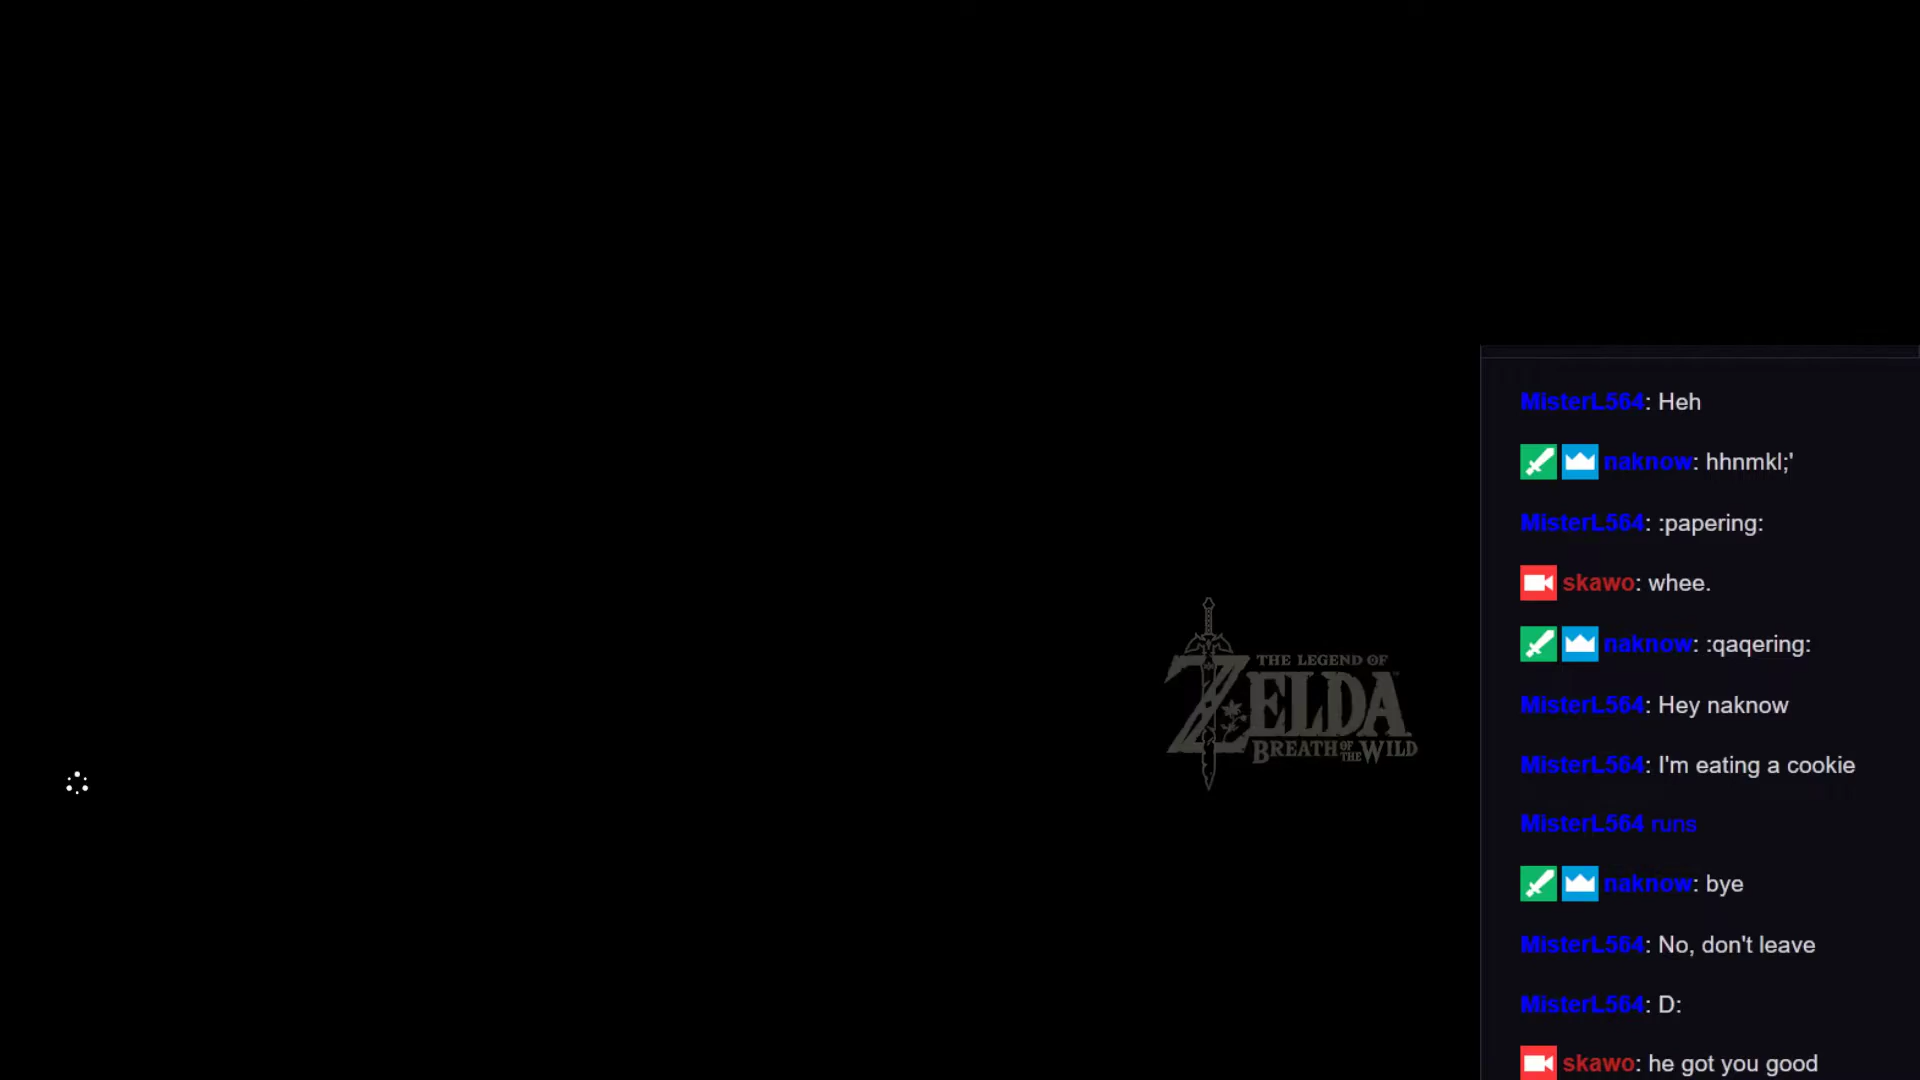 MisterL564: Heh
naknow: hhnmkl;'
MisterL564: :papering:
skawo: whee.
naknow: :qaqering:
THE LEGEND OF
ZELDA
BREATH OF THE WILD
MisterL564: Hey naknow
MisterL564: I'm eating a cookie
MisterL564 runs
naknow: bye
MisterL564: No, don't leave
MisterL564: D:
skawo: he got you good